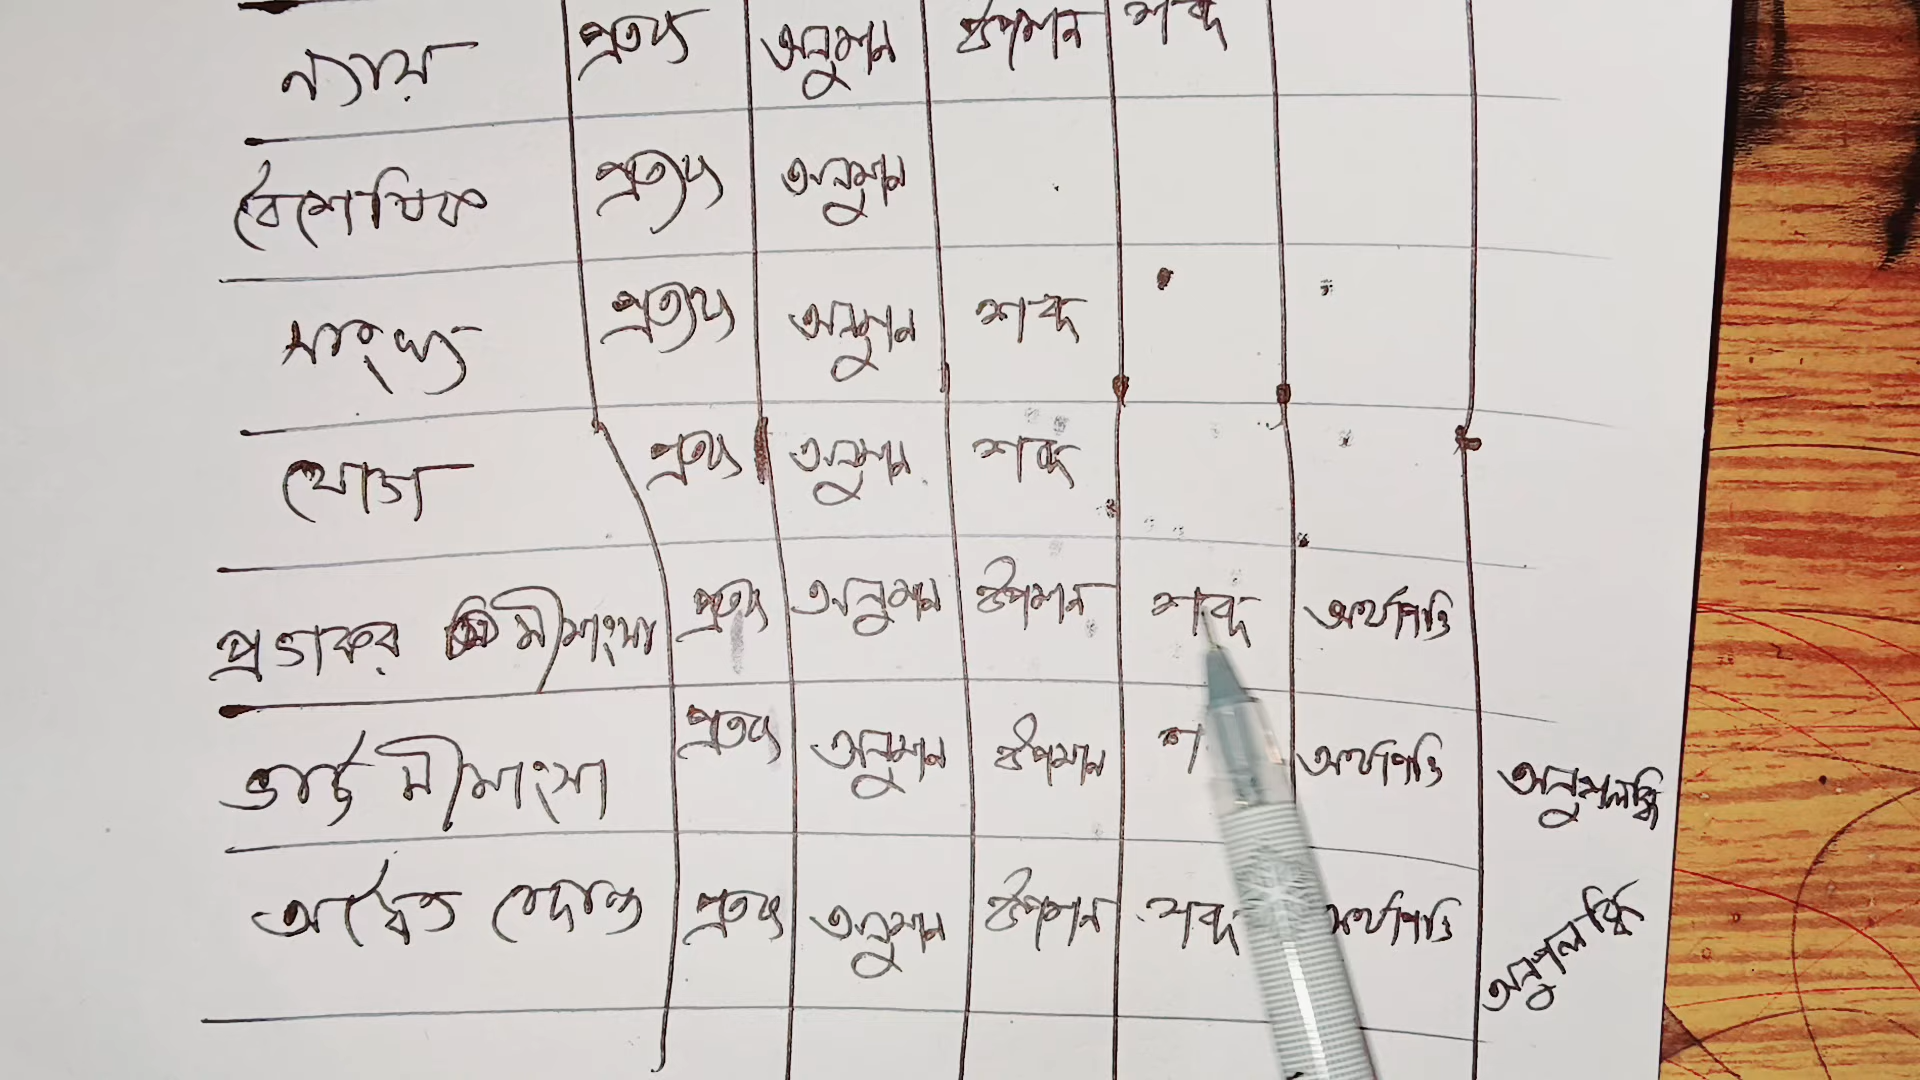 ন্যায় প্রত্যক্ষ অনুমান উপমান শব্দ
বৈশেষিক প্রত্যক্ষ অনুমান
সাংখ্য প্রত্যক্ষ অনুমান শব্দ
যোগ প্রত্যক্ষ অনুমান শব্দ
প্রভাকর মীমাংসা প্রত্যক্ষ অনুমান উপমান শব্দ অর্থাপত্তি
ভাট্ট মীমাংসা প্রত্যক্ষ অনুমান উপমান অর্থাপত্তি অনুপলব্ধি
অদ্বৈত বেদান্ত প্রত্যক্ষ অনুমান উপমান শব্দ অর্থাপত্তি অনুপলব্ধি